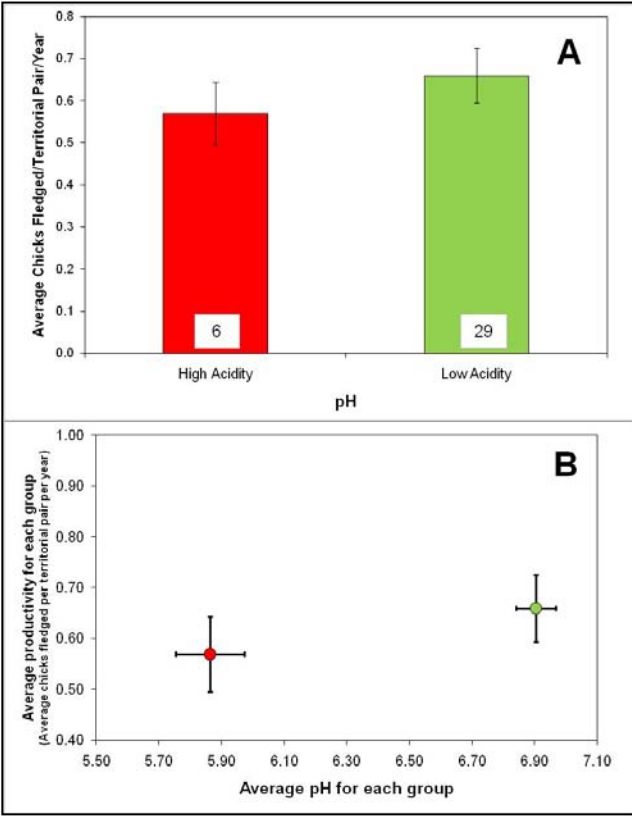 A
Average Chicks Fledged/Territorial Pair/Year
0.8
0.7
0.6
0.5
0.4
0.3
0.2
0.1
0.0
6
29
High Acidity
Low Acidity
pH
B
Average productivity for each group
(Average chicks fledged per territorial pair per year)
1.00
0.90
0.80
0.70
0.60
0.50
0.40
5.50 5.70 5.90 6.10 6.30 6.50 6.70 6.90 7.10
Average pH for each group